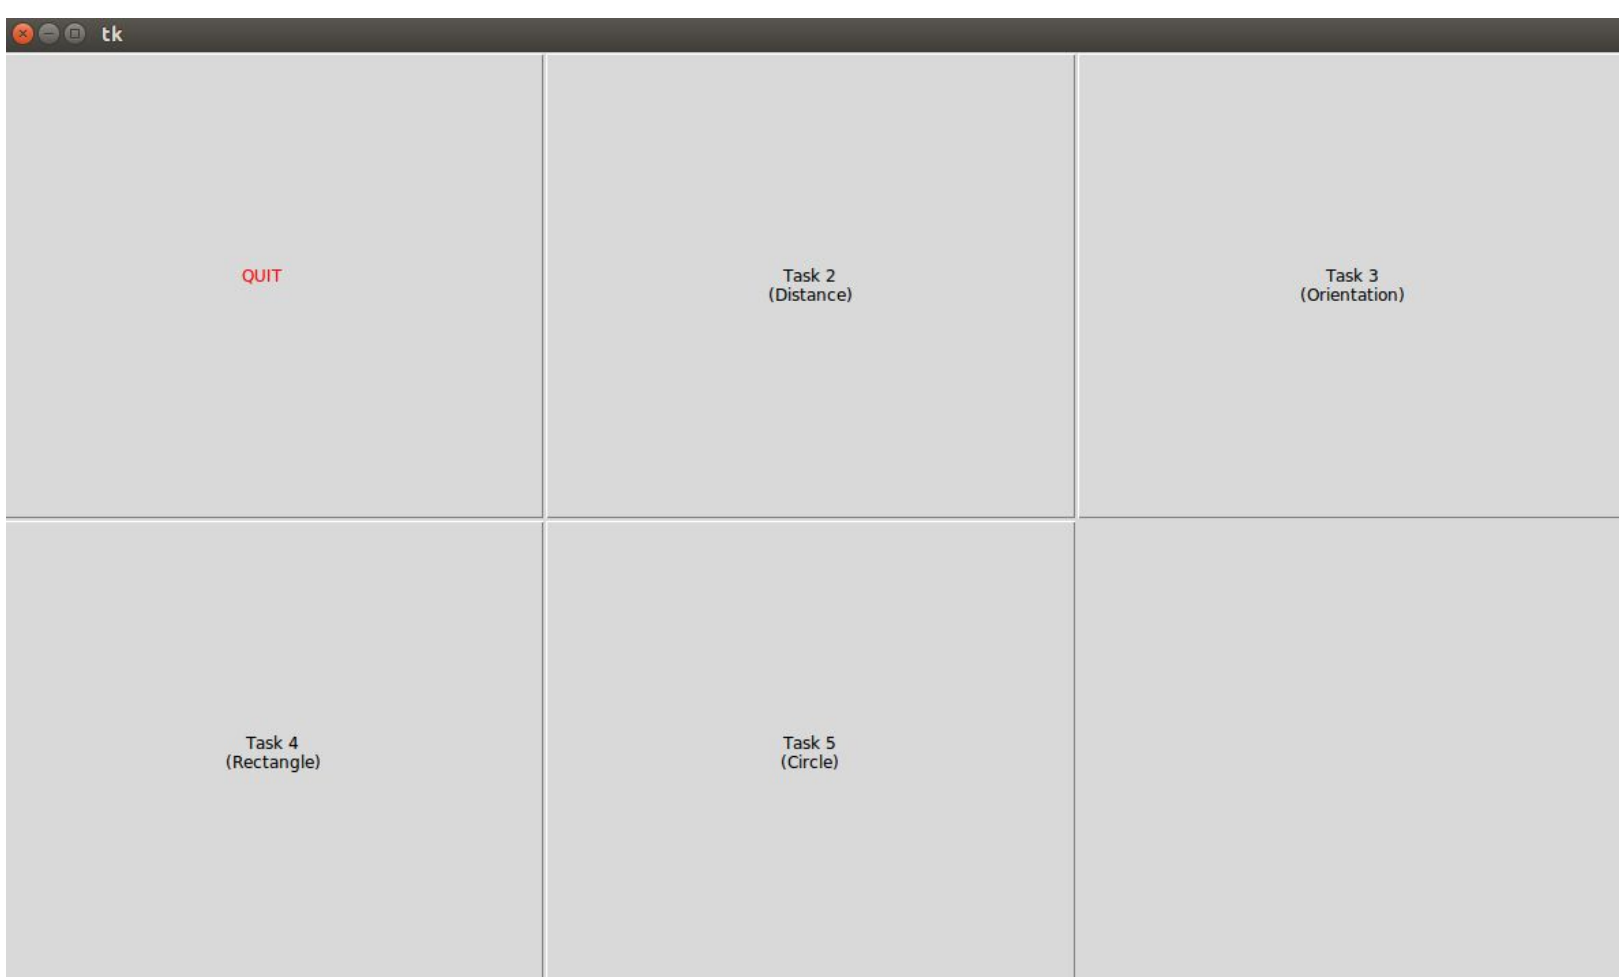 tk
QUIT
Task 2
(Distance)
Task 3
(Orientation)
Task 4
(Rectangle)
Task 5
(Circle)